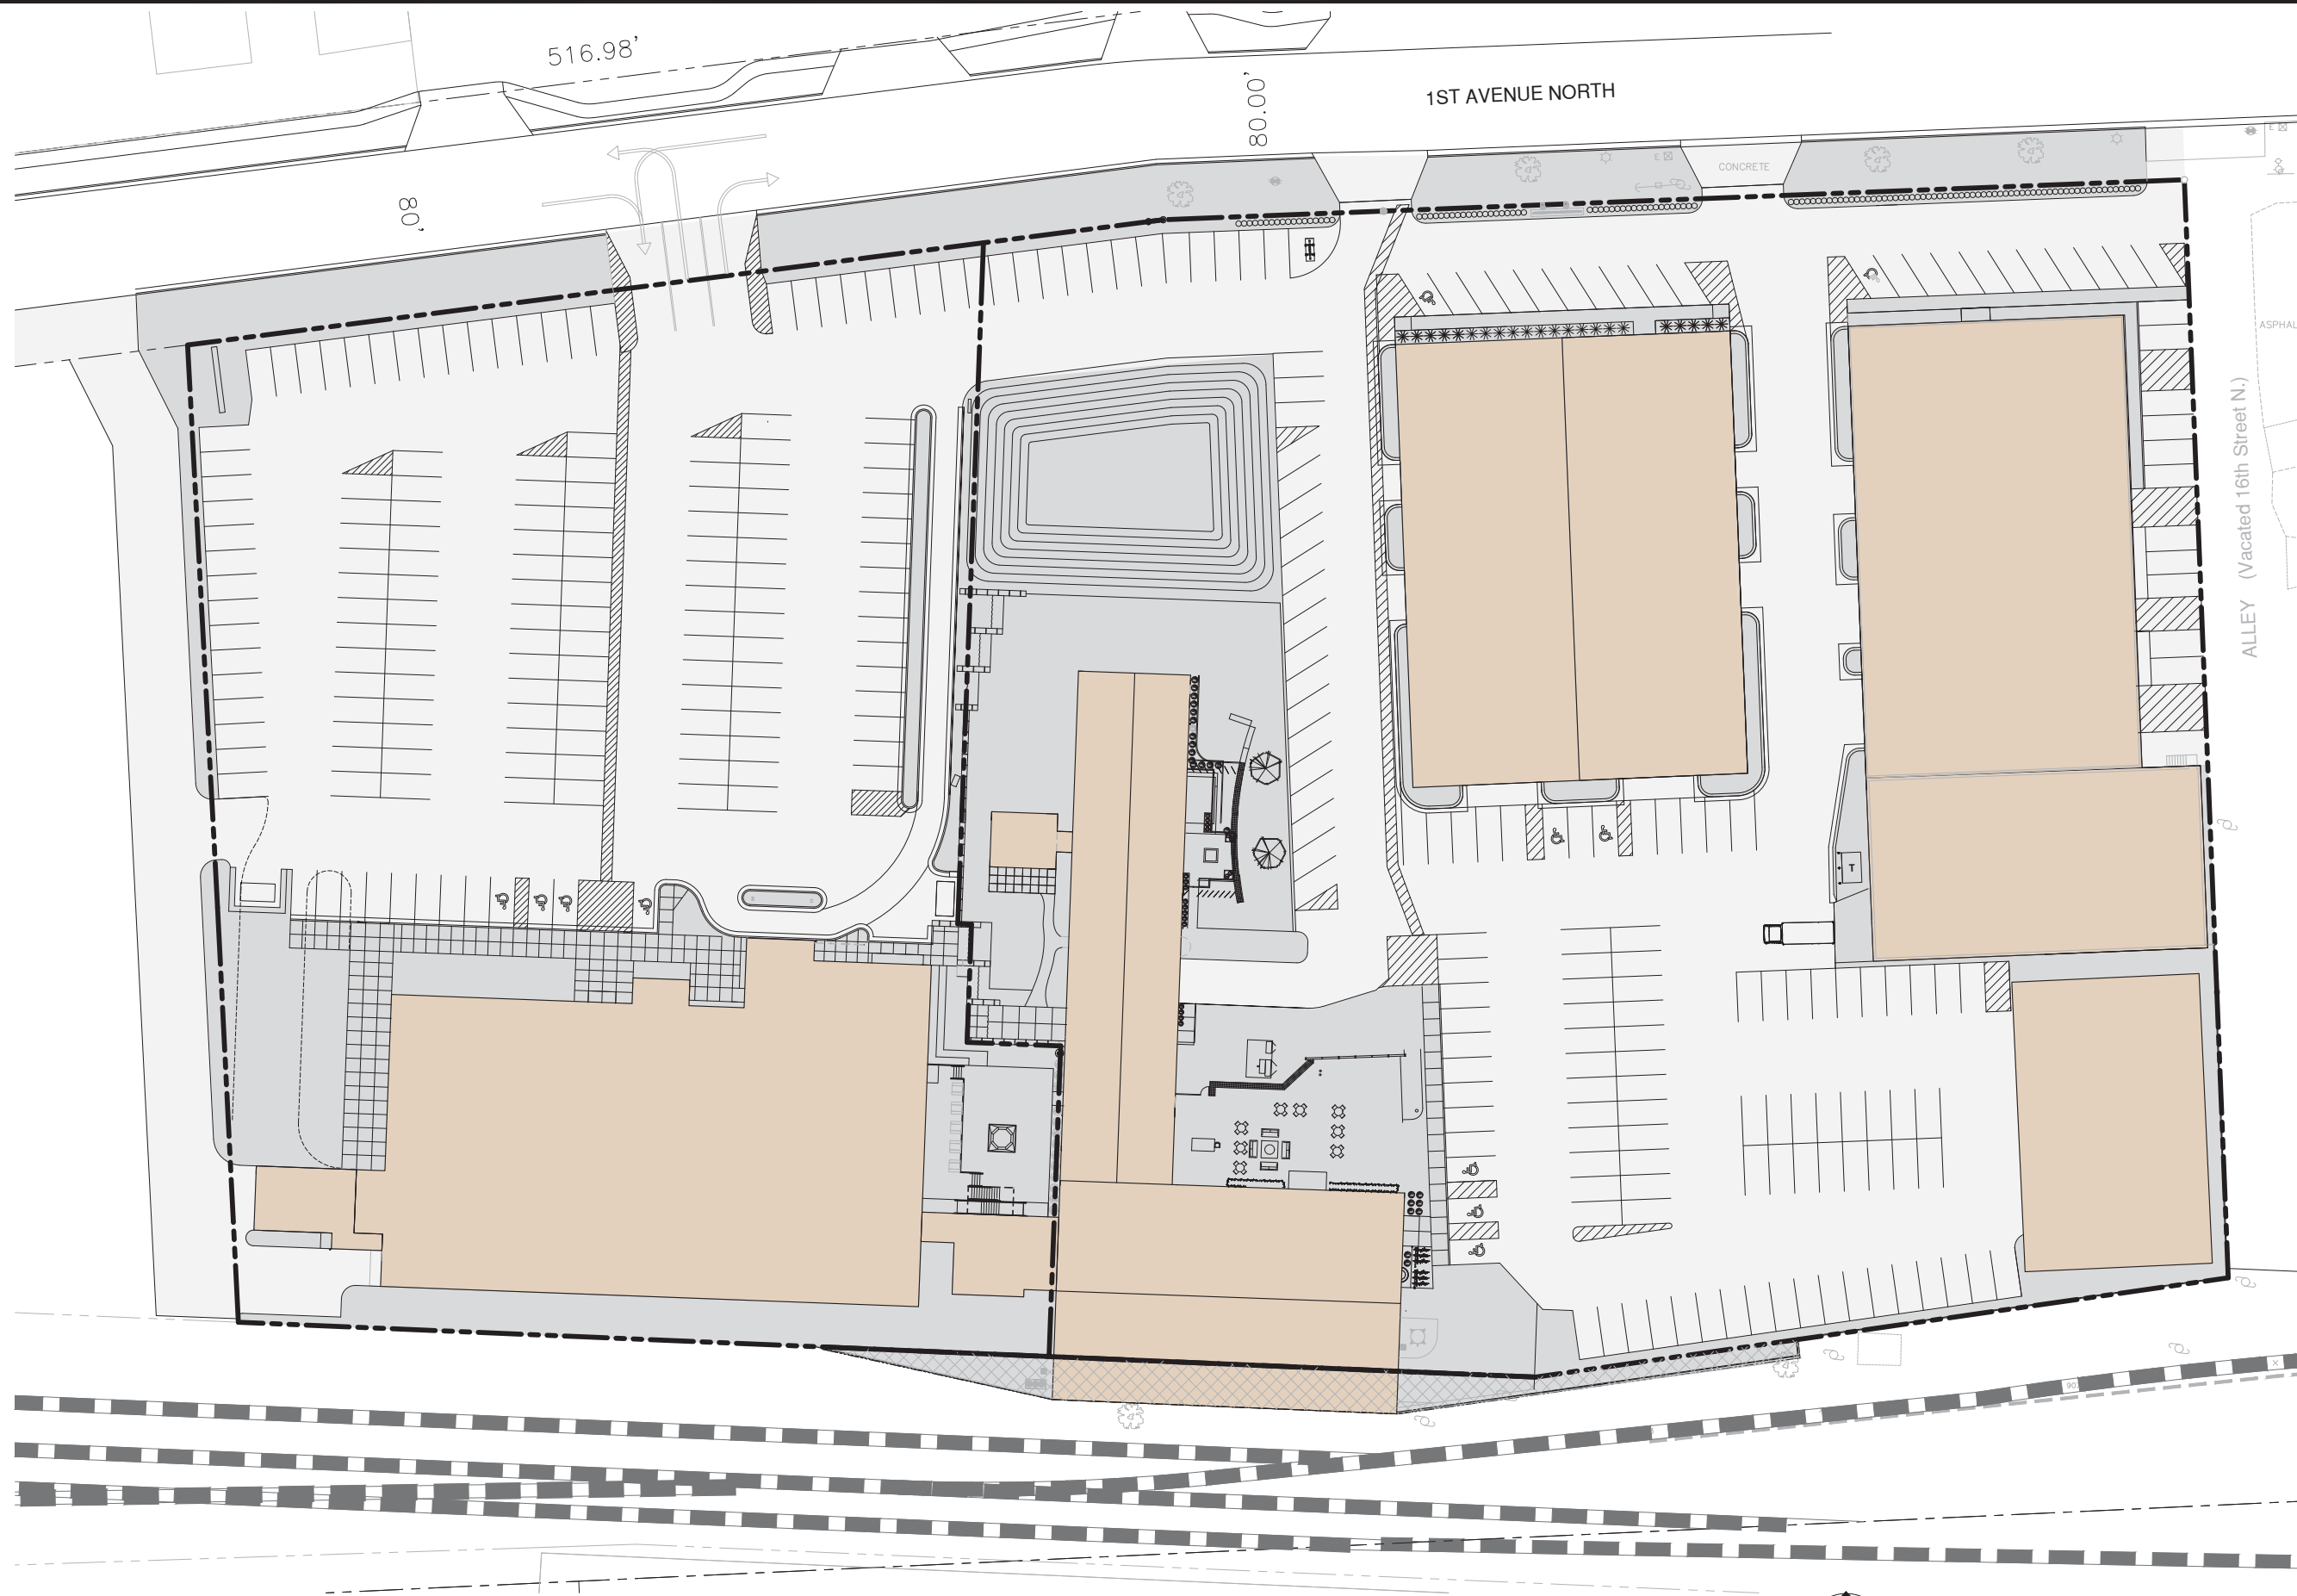 516.98'
80.00'
1ST AVENUE NORTH
80'
E
E
CONCRETE
ASPHAL
ALLEY (Vacated 16th Street N.)
T